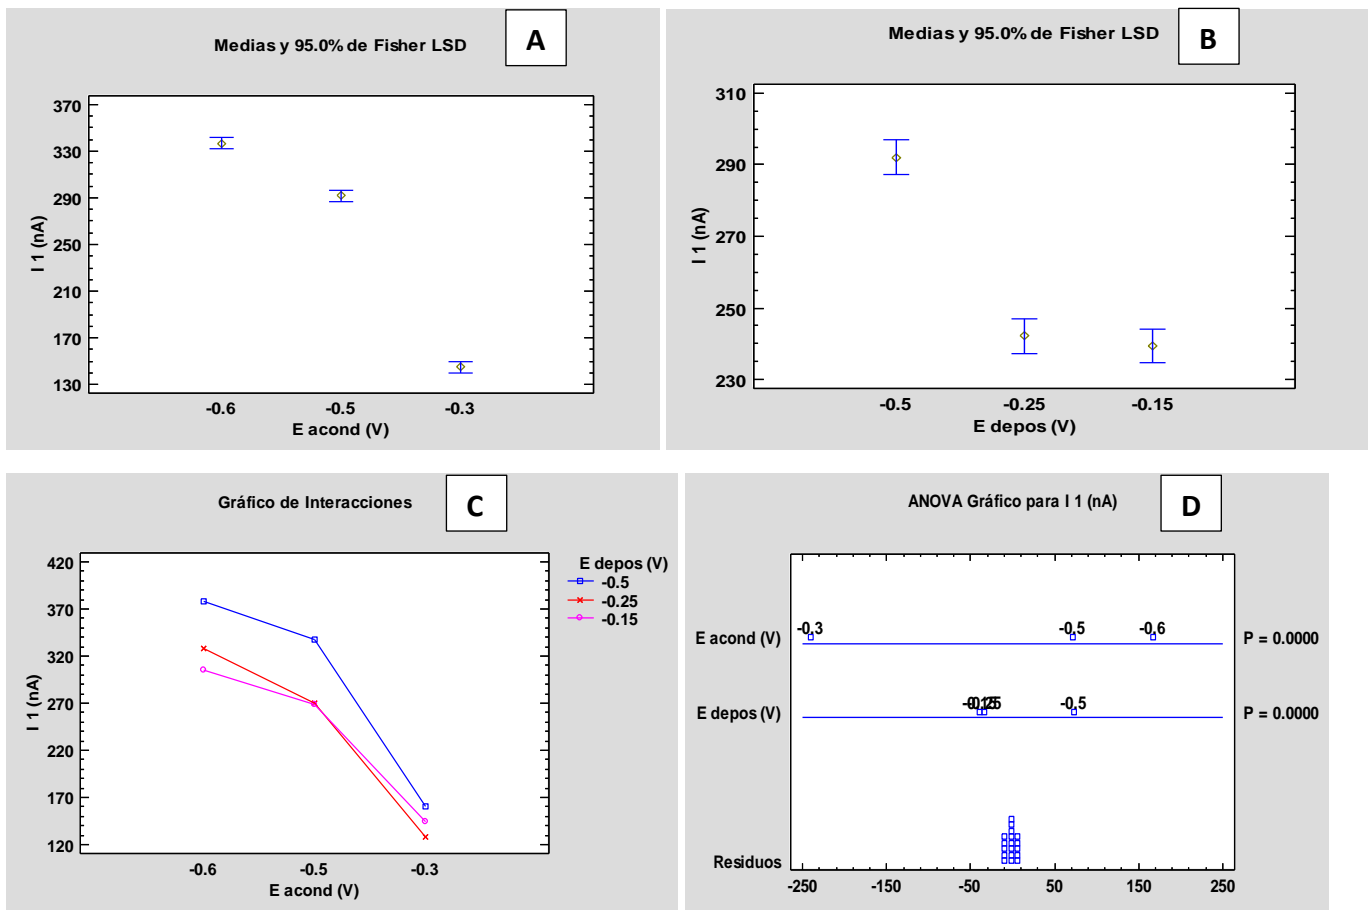 Medias y 95.0% de Fisher LSD
A
370
330
290
250
210
170
130
I 1 (nA)
-0.6 -0.5 -0.3
E acond (V)
Medias y 95.0% de Fisher LSD
B
310
290
270
250
230
I 1 (nA)
-0.5 -0.25 -0.15
E depos (V)
Gráfico de Interacciones
C
420
370
320
270
220
170
120
I 1 (nA)
-0.6 -0.5 -0.3
E acond (V)
E depos (V)
-0.5
-0.25
-0.15
ANOVA Gráfico para I 1 (nA)
D
E acond (V) -0.3 -0.5 -0.6 P = 0.0000
E depos (V) -0.5 P = 0.0000
Residuos
-250 -150 -50 50 150 250